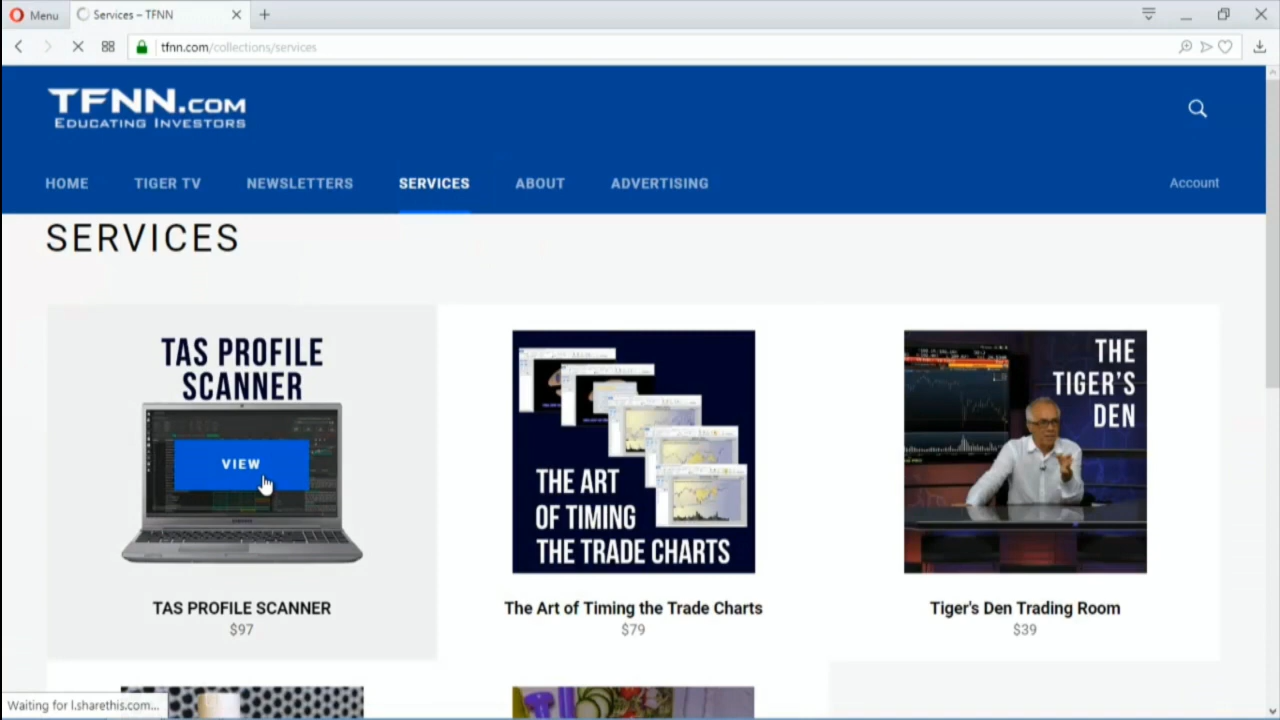 Menu
Services – TFNN
tfnn.com/collections/services
TFNN.COM
EDUCATING INVESTORS
HOME
TIGER TV
NEWSLETTERS
SERVICES
ABOUT
ADVERTISING
Account
SERVICES
TAS PROFILE
SCANNER
VIEW
TAS PROFILE SCANNER
$97
THE ART
OF TIMING
THE TRADE CHARTS
The Art of Timing the Trade Charts
$79
THE
TIGER'S
DEN
Tiger's Den Trading Room
$39
Waiting for l.sharethis.com...